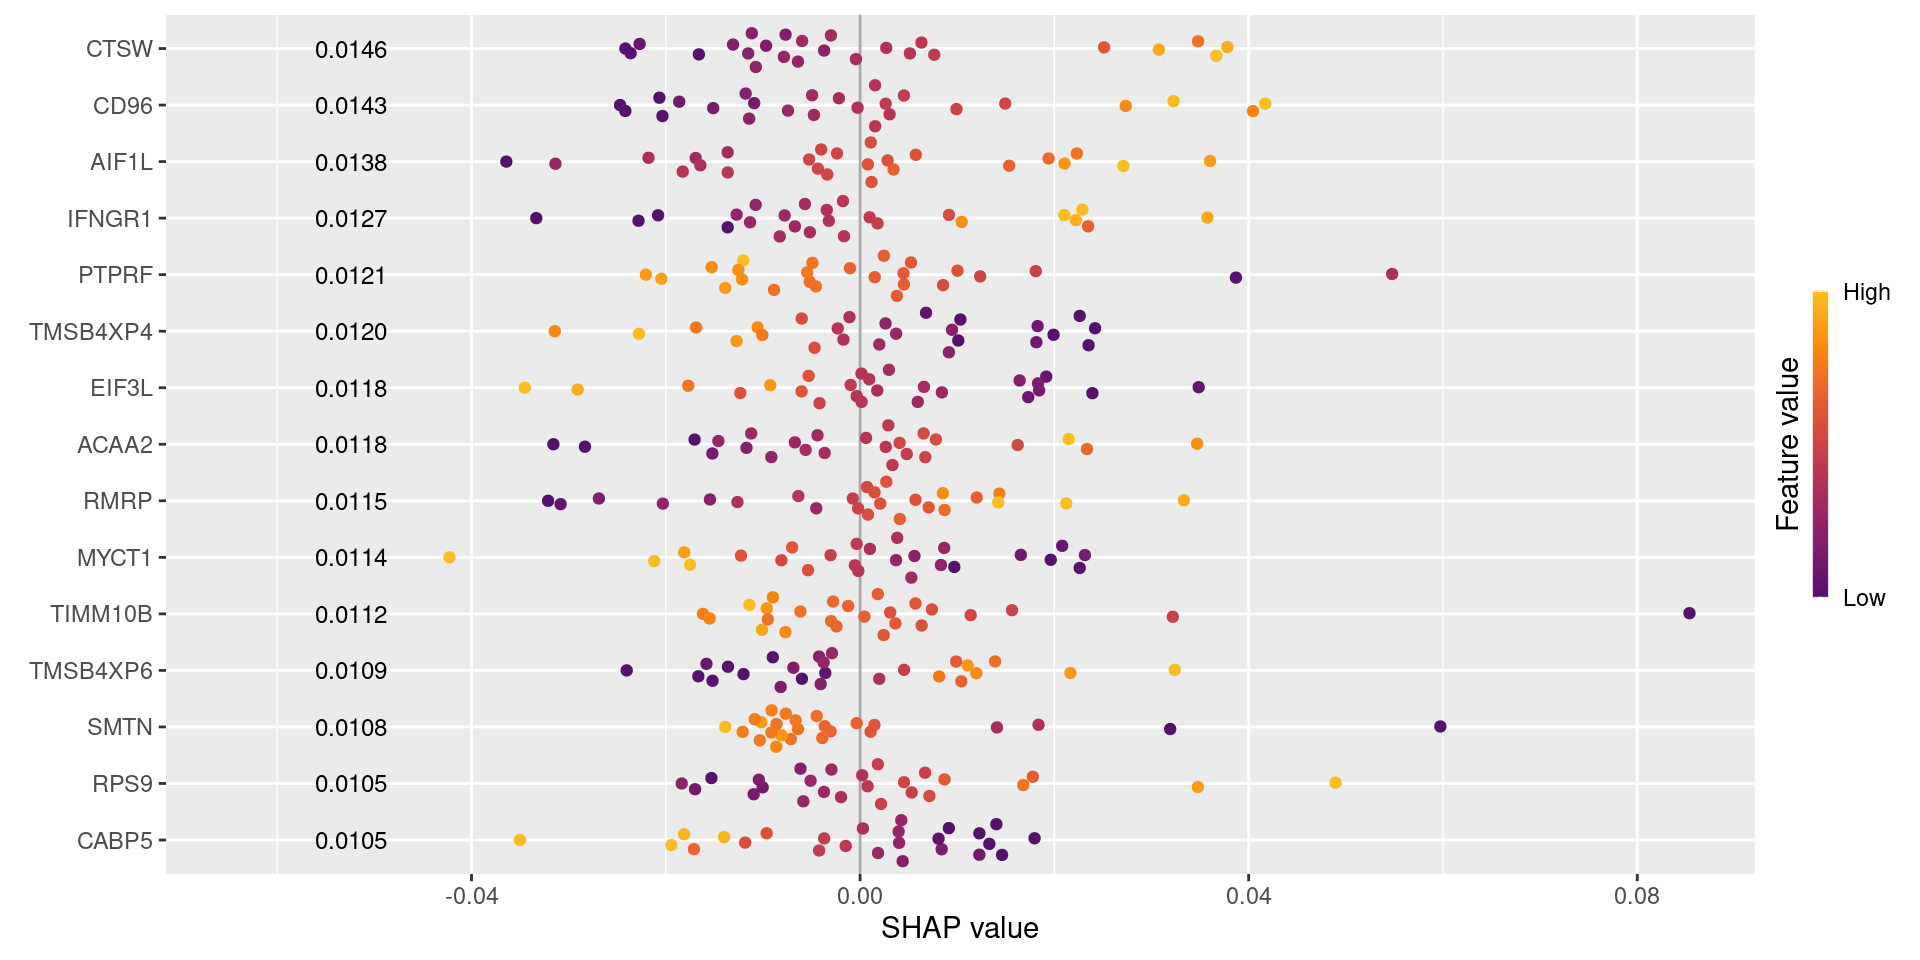 CTSW 0.0146
CD96 0.0143
AIF1L 0.0138
IFNGR1 0.0127
PTPRF 0.0121
TMSB4XP4 0.0120
EIF3L 0.0118
ACAA2 0.0118
RMRP 0.0115
MYCT1 0.0114
TIMM10B 0.0112
TMSB4XP6 0.0109
SMTN 0.0108
RPS9 0.0105
CABP5 0.0105
-0.04 0.00 0.04 0.08
SHAP value
Feature value
High
Low